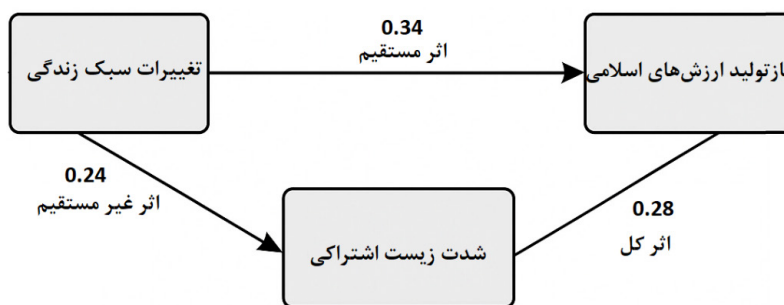 0.34
اثر مستقیم
تغییرات سبک زندگی
ازتولید ارزش‌های اسلامی
0.24
اثر غیر مستقیم
0.28
اثر کل
شدت زیست اشتراکی